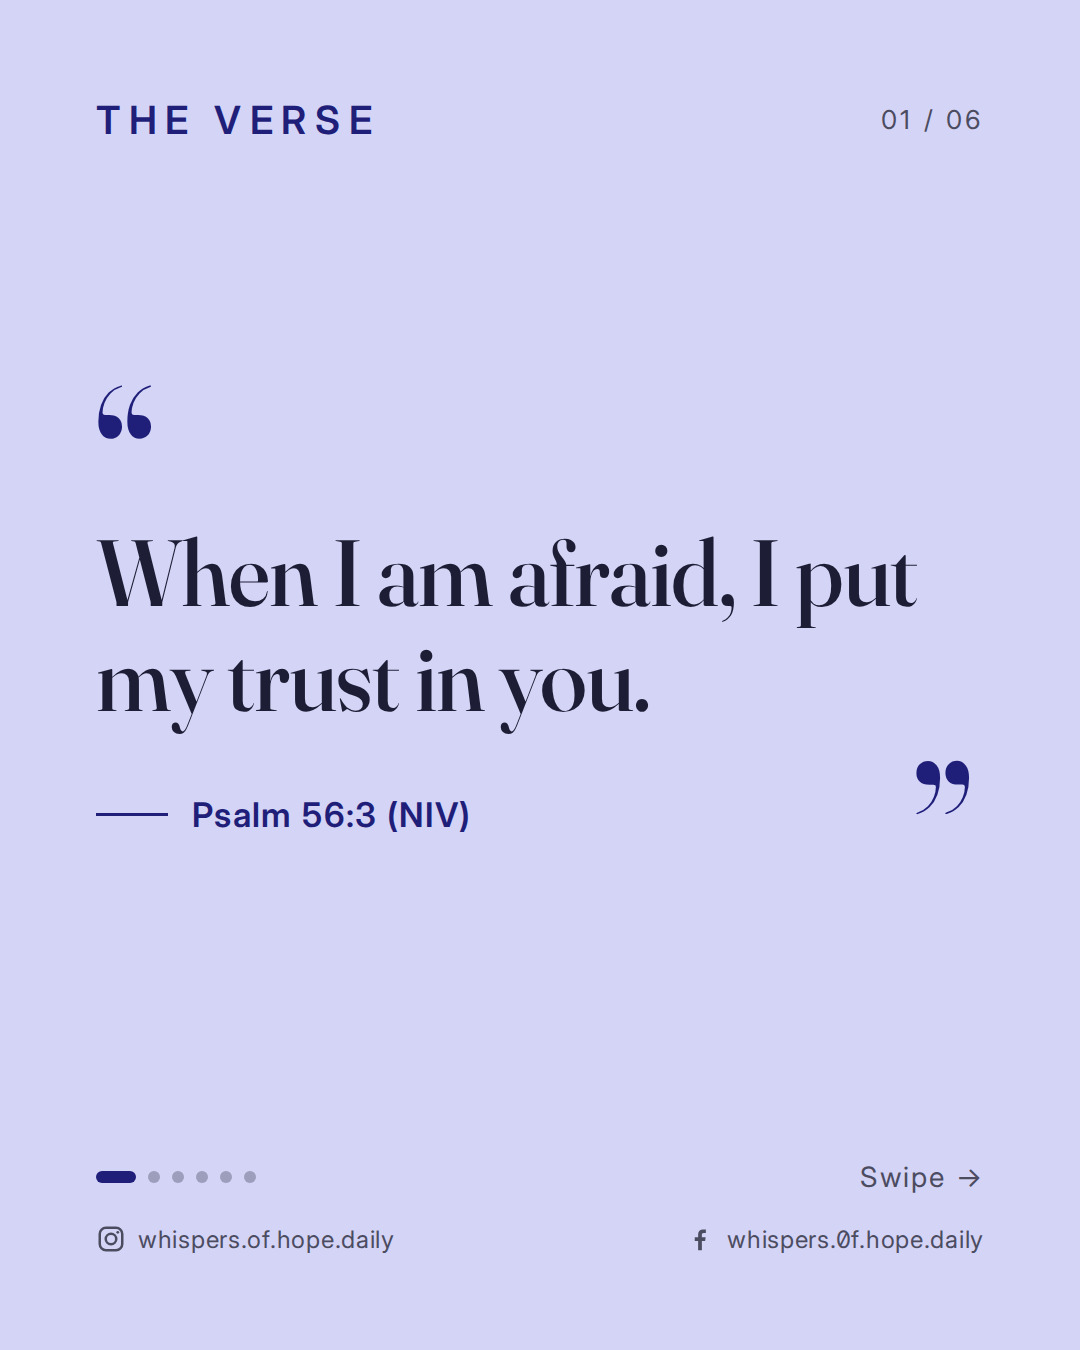 THE VERSE
01 / 06
“
When I am afraid, I put
my trust in you.
”
Psalm 56:3 (NIV)
Swipe →
whispers.of.hope.daily
whispers.0f.hope.daily